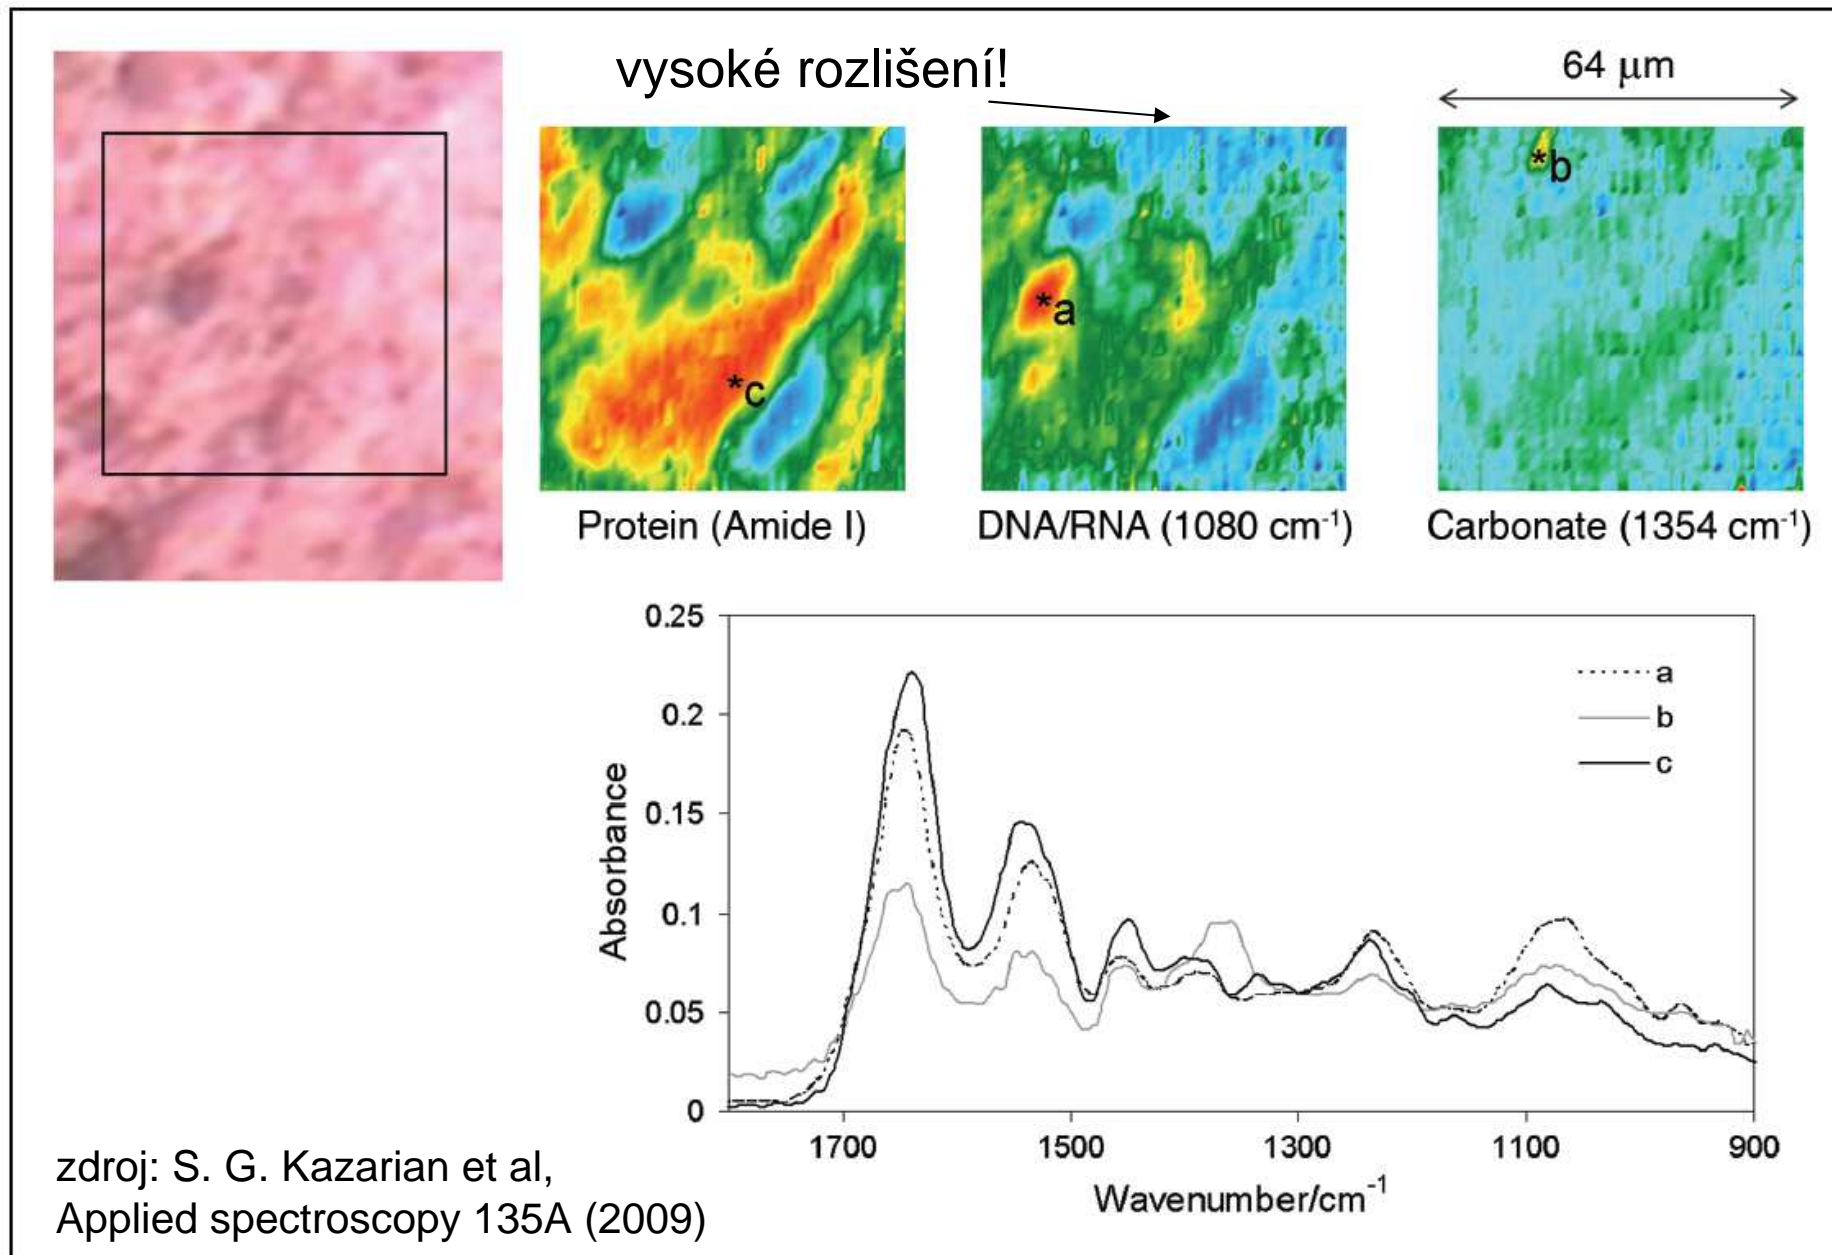 vysoké rozlišení!
64 μm
*c
*a
*b
Protein (Amide I)
DNA/RNA (1080 cm⁻¹)
Carbonate (1354 cm⁻¹)
0.25
0.2
0.15
0.1
0.05
0
Absorbance
a
b
c
1700
1500
1300
1100
900
Wavenumber/cm⁻¹
zdroj: S. G. Kazarian et al,
Applied spectroscopy 135A (2009)